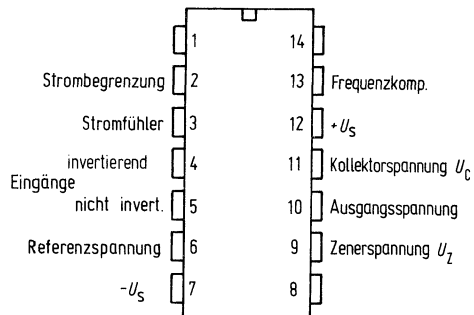 1 14
Strombegrenzung 2 13 Frequenzkomp.
Stromfühler 3 12 +U_S
invertierend 4 11 Kollektorspannung U_C
Eingänge
nicht invert. 5 10 Ausgangsspannung
Referenzspannung 6 9 Zenerspannung U_Z
-U_S 7 8